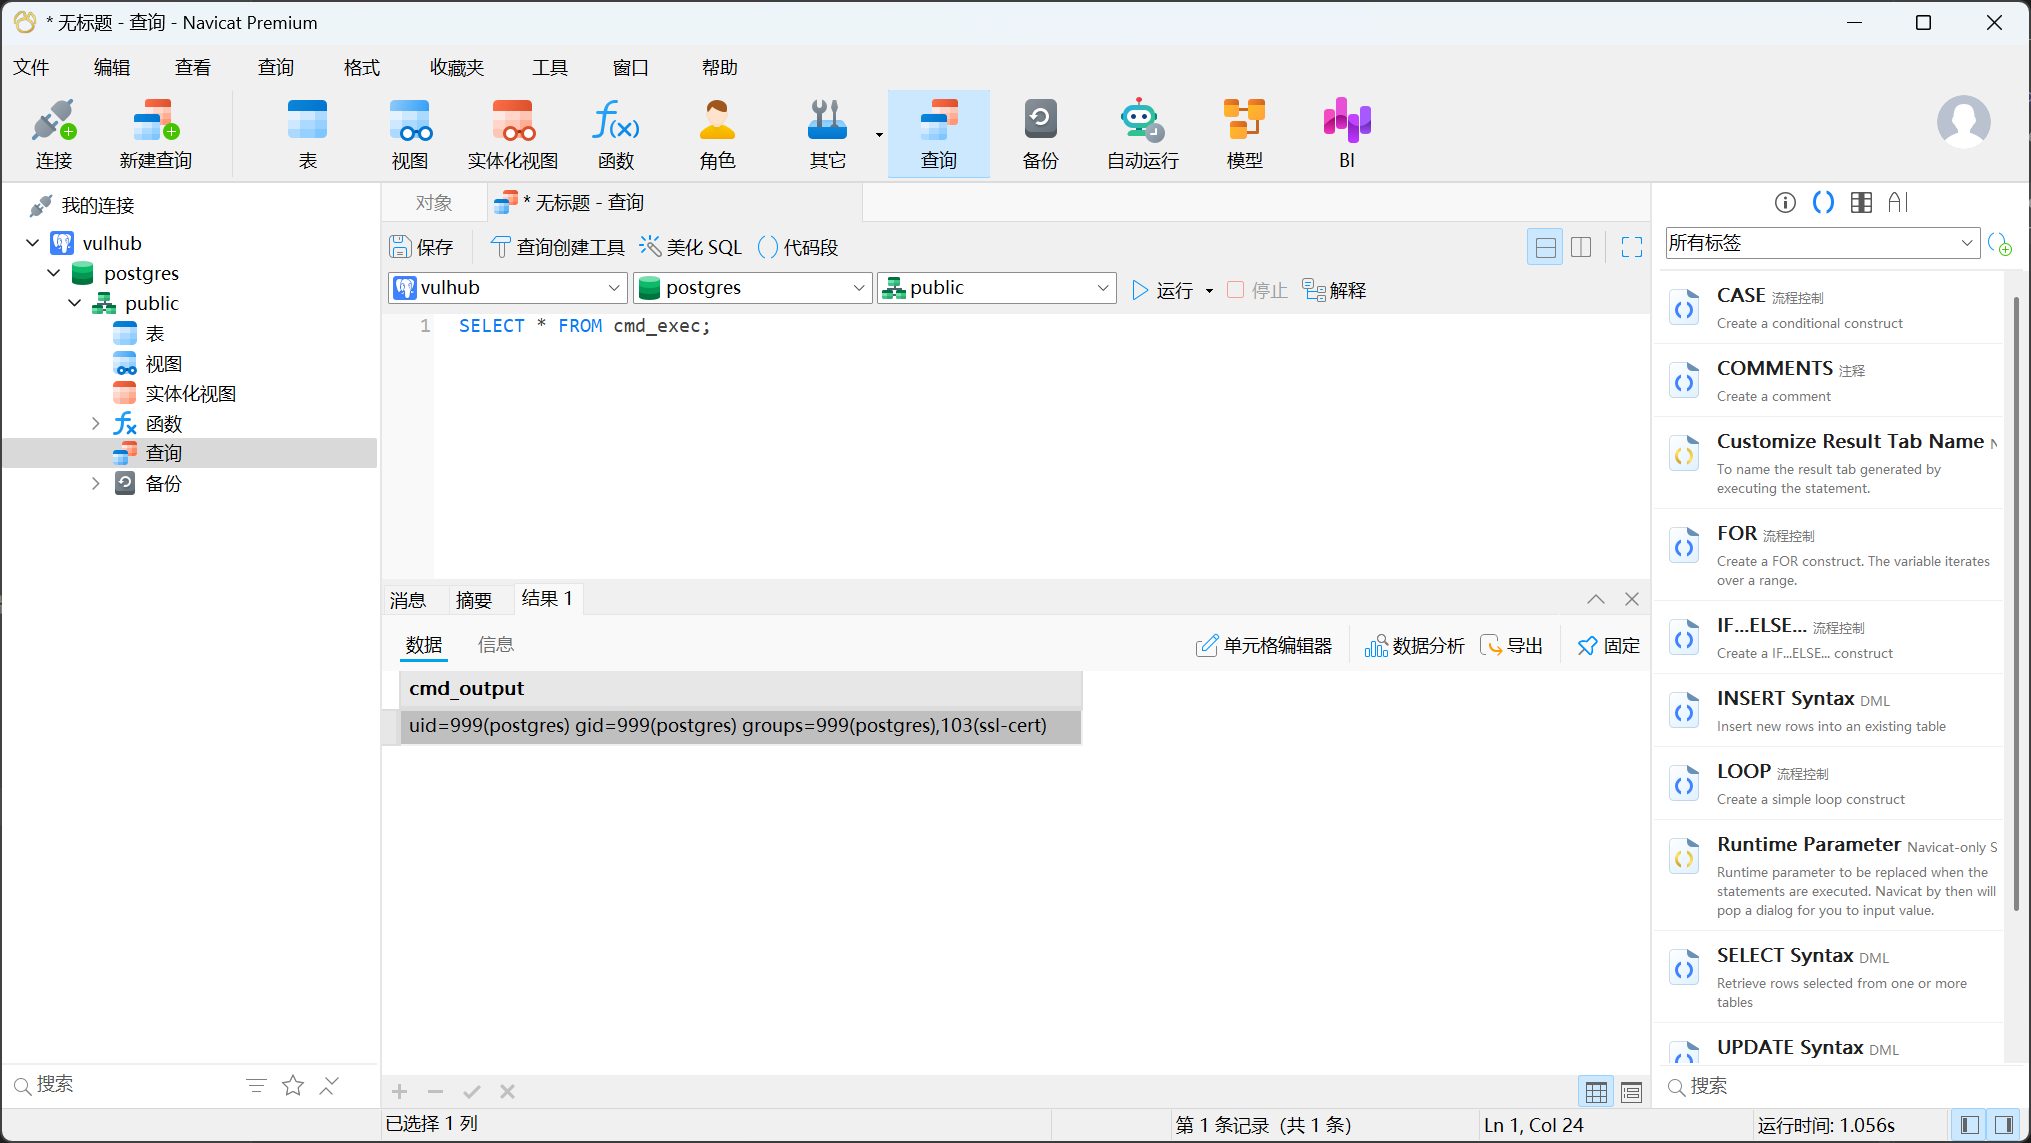 * 无标题 - 查询 - Navicat Premium
文件 编辑 查看 查询 格式 收藏夹 工具 窗口 帮助
连接 新建查询 表 视图 实体化视图 函数 角色 其它 查询 备份 自动运行 模型 BI
我的连接
vulhub
postgres
public
表
视图
实体化视图
函数
查询
备份
搜索
对象 * 无标题 - 查询
保存 查询创建工具 美化 SQL 代码段
vulhub postgres public 运行 停止 解释
1 SELECT * FROM cmd_exec;
消息 摘要 结果 1
数据 信息 单元格编辑器 数据分析 导出 固定
cmd_output
uid=999(postgres) gid=999(postgres) groups=999(postgres),103(ssl-cert)
所有标签
CASE 流程控制
Create a conditional construct
COMMENTS 注释
Create a comment
Customize Result Tab Name N
To name the result tab generated by
executing the statement.
FOR 流程控制
Create a FOR construct. The variable iterates
over a range.
IF...ELSE... 流程控制
Create a IF...ELSE... construct
INSERT Syntax DML
Insert new rows into an existing table
LOOP 流程控制
Create a simple loop construct
Runtime Parameter Navicat-only S
Runtime parameter to be replaced when the
statements are executed. Navicat by then will
pop a dialog for you to input value.
SELECT Syntax DML
Retrieve rows selected from one or more
tables
UPDATE Syntax DML
搜索
已选择 1 列 第 1 条记录（共 1 条） Ln 1, Col 24 运行时间: 1.056s